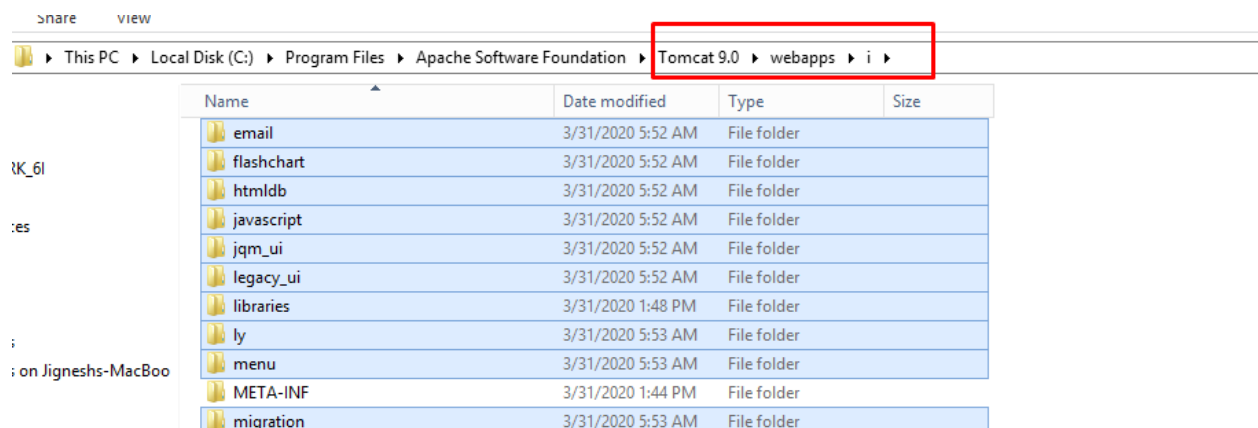 Share View
This PC Local Disk (C:) Program Files Apache Software Foundation Tomcat 9.0 webapps i
Name Date modified Type Size
email 3/31/2020 5:52 AM File folder
flashchart 3/31/2020 5:52 AM File folder
htmldb 3/31/2020 5:52 AM File folder
RK_6I javascript 3/31/2020 5:52 AM File folder
jqm_ui 3/31/2020 5:52 AM File folder
legacy_ui 3/31/2020 5:52 AM File folder
libraries 3/31/2020 1:48 PM File folder
ly 3/31/2020 5:53 AM File folder
on Jigneshs-MacBoo menu 3/31/2020 5:53 AM File folder
META-INF 3/31/2020 1:44 PM File folder
migration 3/31/2020 5:53 AM File folder